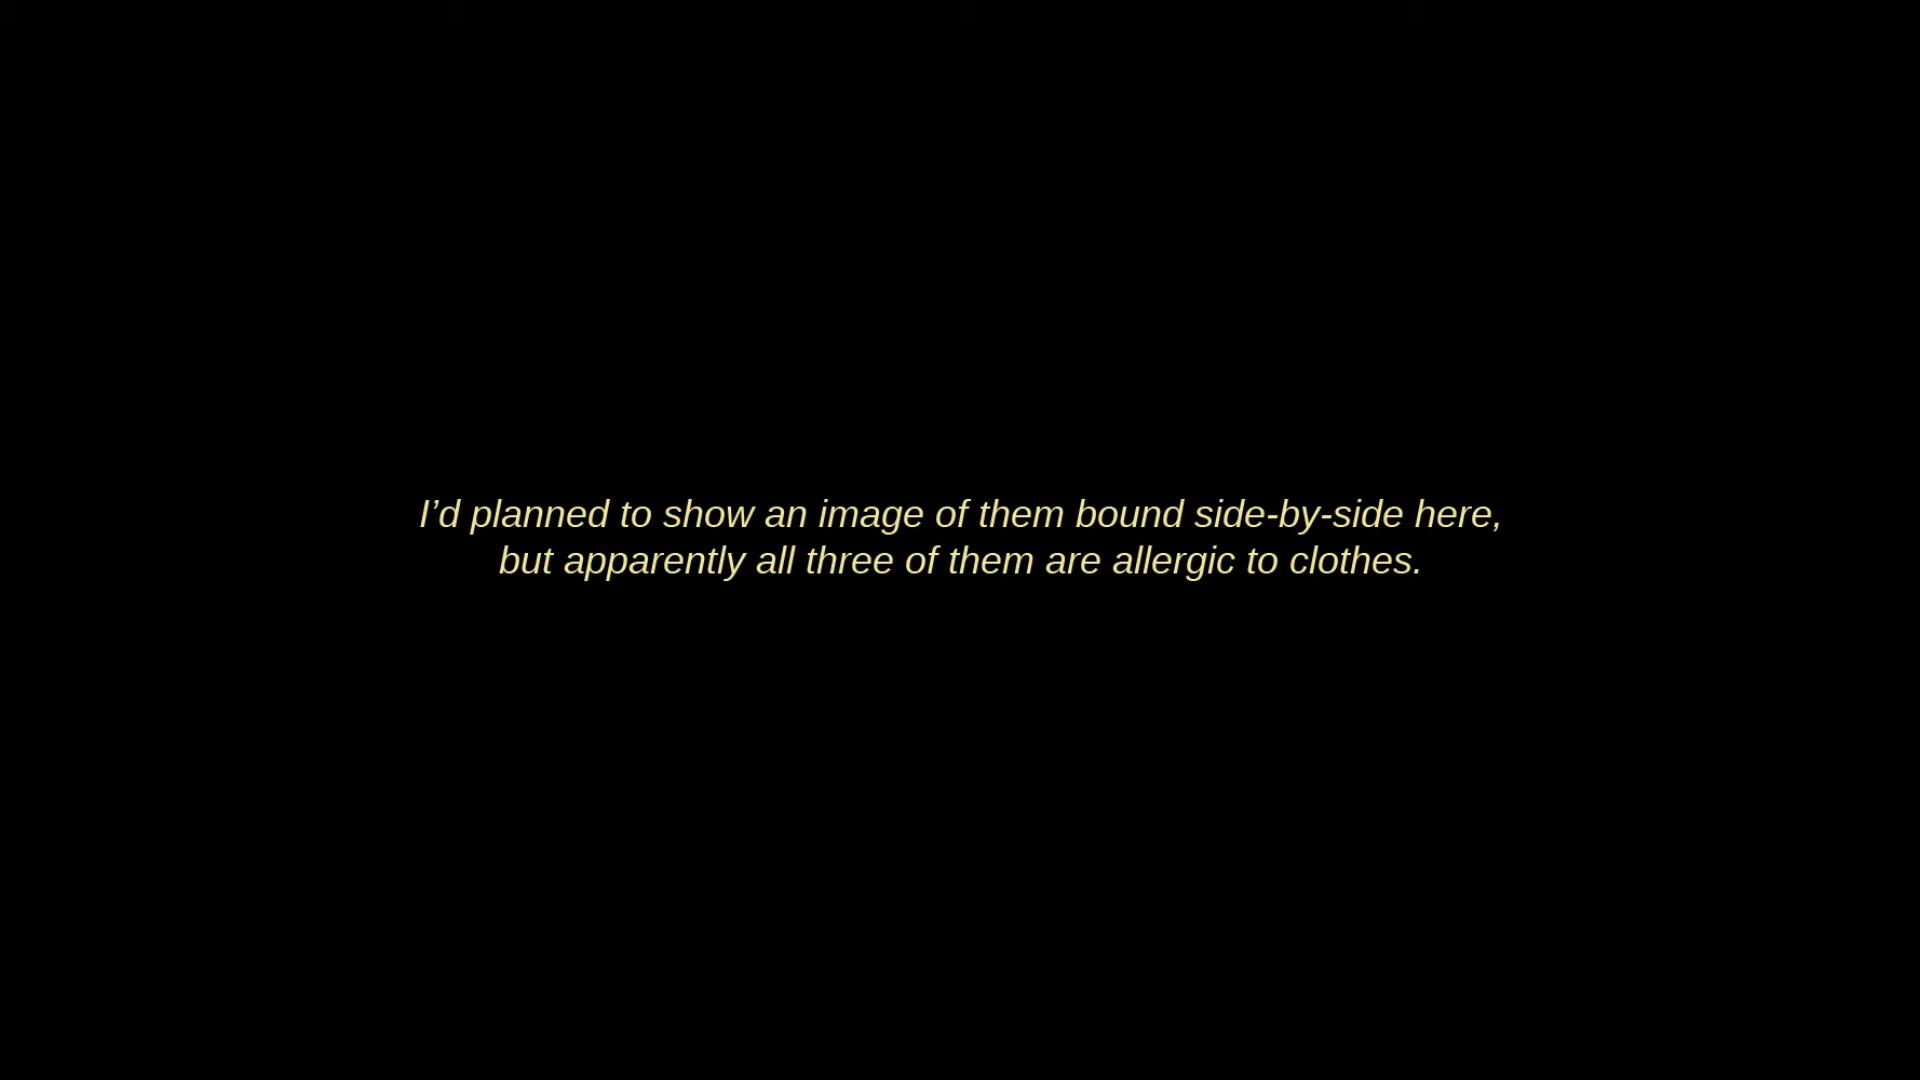 I’d planned to show an image of them bound side-by-side here,
but apparently all three of them are allergic to clothes.